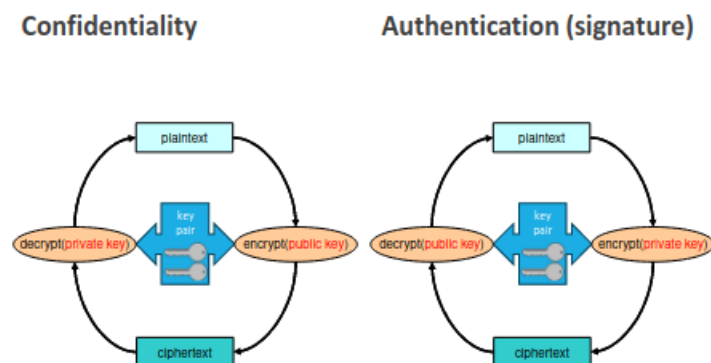 Confidentiality
Authentication (signature)
plaintext
key
pair
decrypt(private key)
encrypt(public key)
ciphertext
plaintext
key
pair
decrypt(public key)
encrypt(private key)
ciphertext